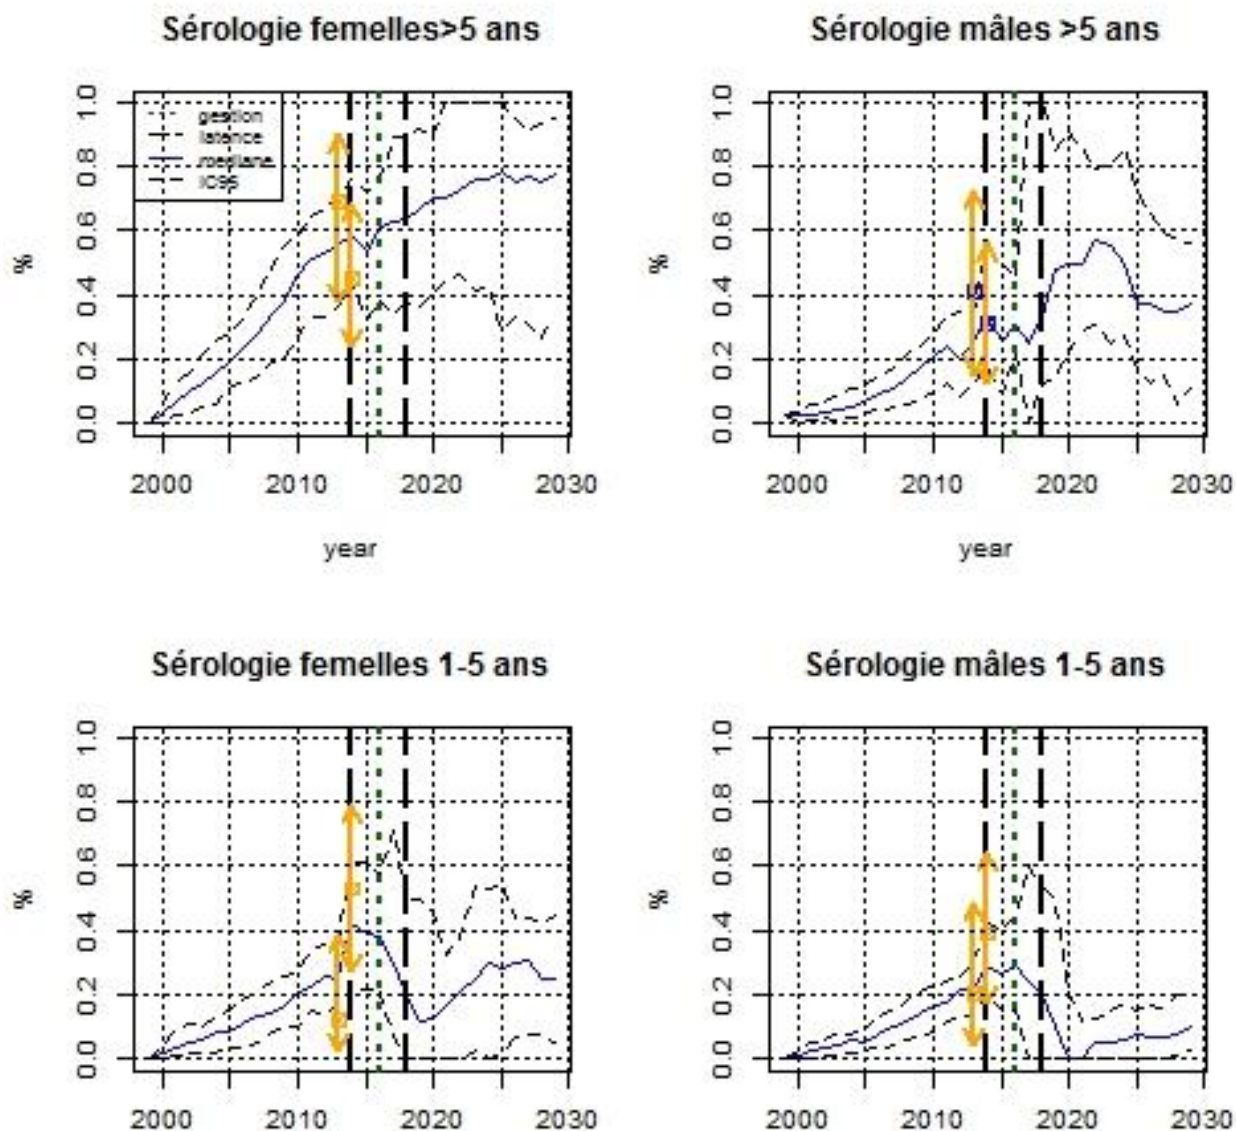 Sérologie femelles>5 ans
%
0.0 0.2 0.4 0.6 0.8 1.0
gestion
latence
mediane
IC95
2000 2010 2020 2030
year
Sérologie mâles >5 ans
%
0.0 0.2 0.4 0.6 0.8 1.0
2000 2010 2020 2030
year
Sérologie femelles 1-5 ans
%
0.0 0.2 0.4 0.6 0.8 1.0
2000 2010 2020 2030
Sérologie mâles 1-5 ans
%
0.0 0.2 0.4 0.6 0.8 1.0
2000 2010 2020 2030